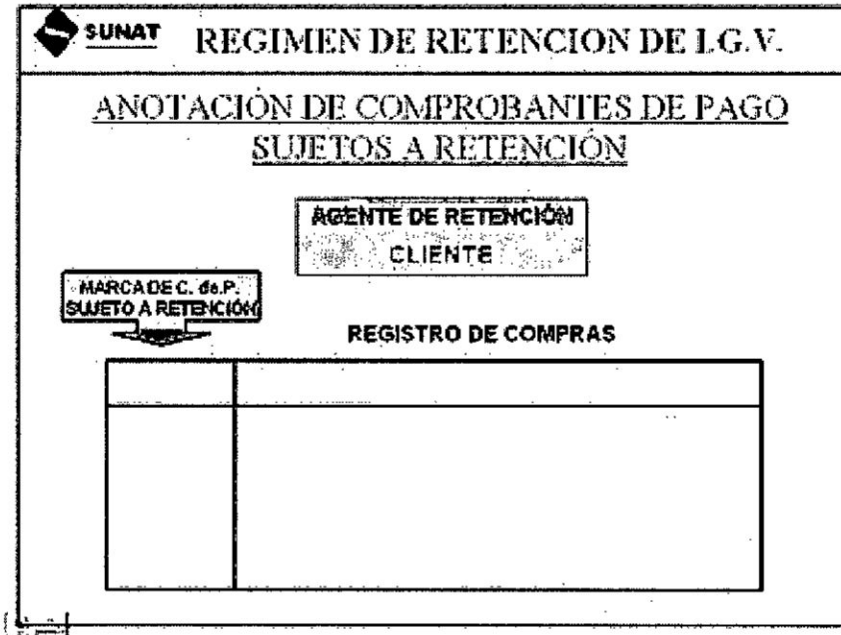 SUNAT
REGIMEN DE RETENCION DE I.G.V.
ANOTACIÓN DE COMPROBANTES DE PAGO
SUJETOS A RETENCIÓN
AGENTE DE RETENCIÓN
CLIENTE
MARCA DE C. de P.
SUJETO A RETENCIÓN
REGISTRO DE COMPRAS